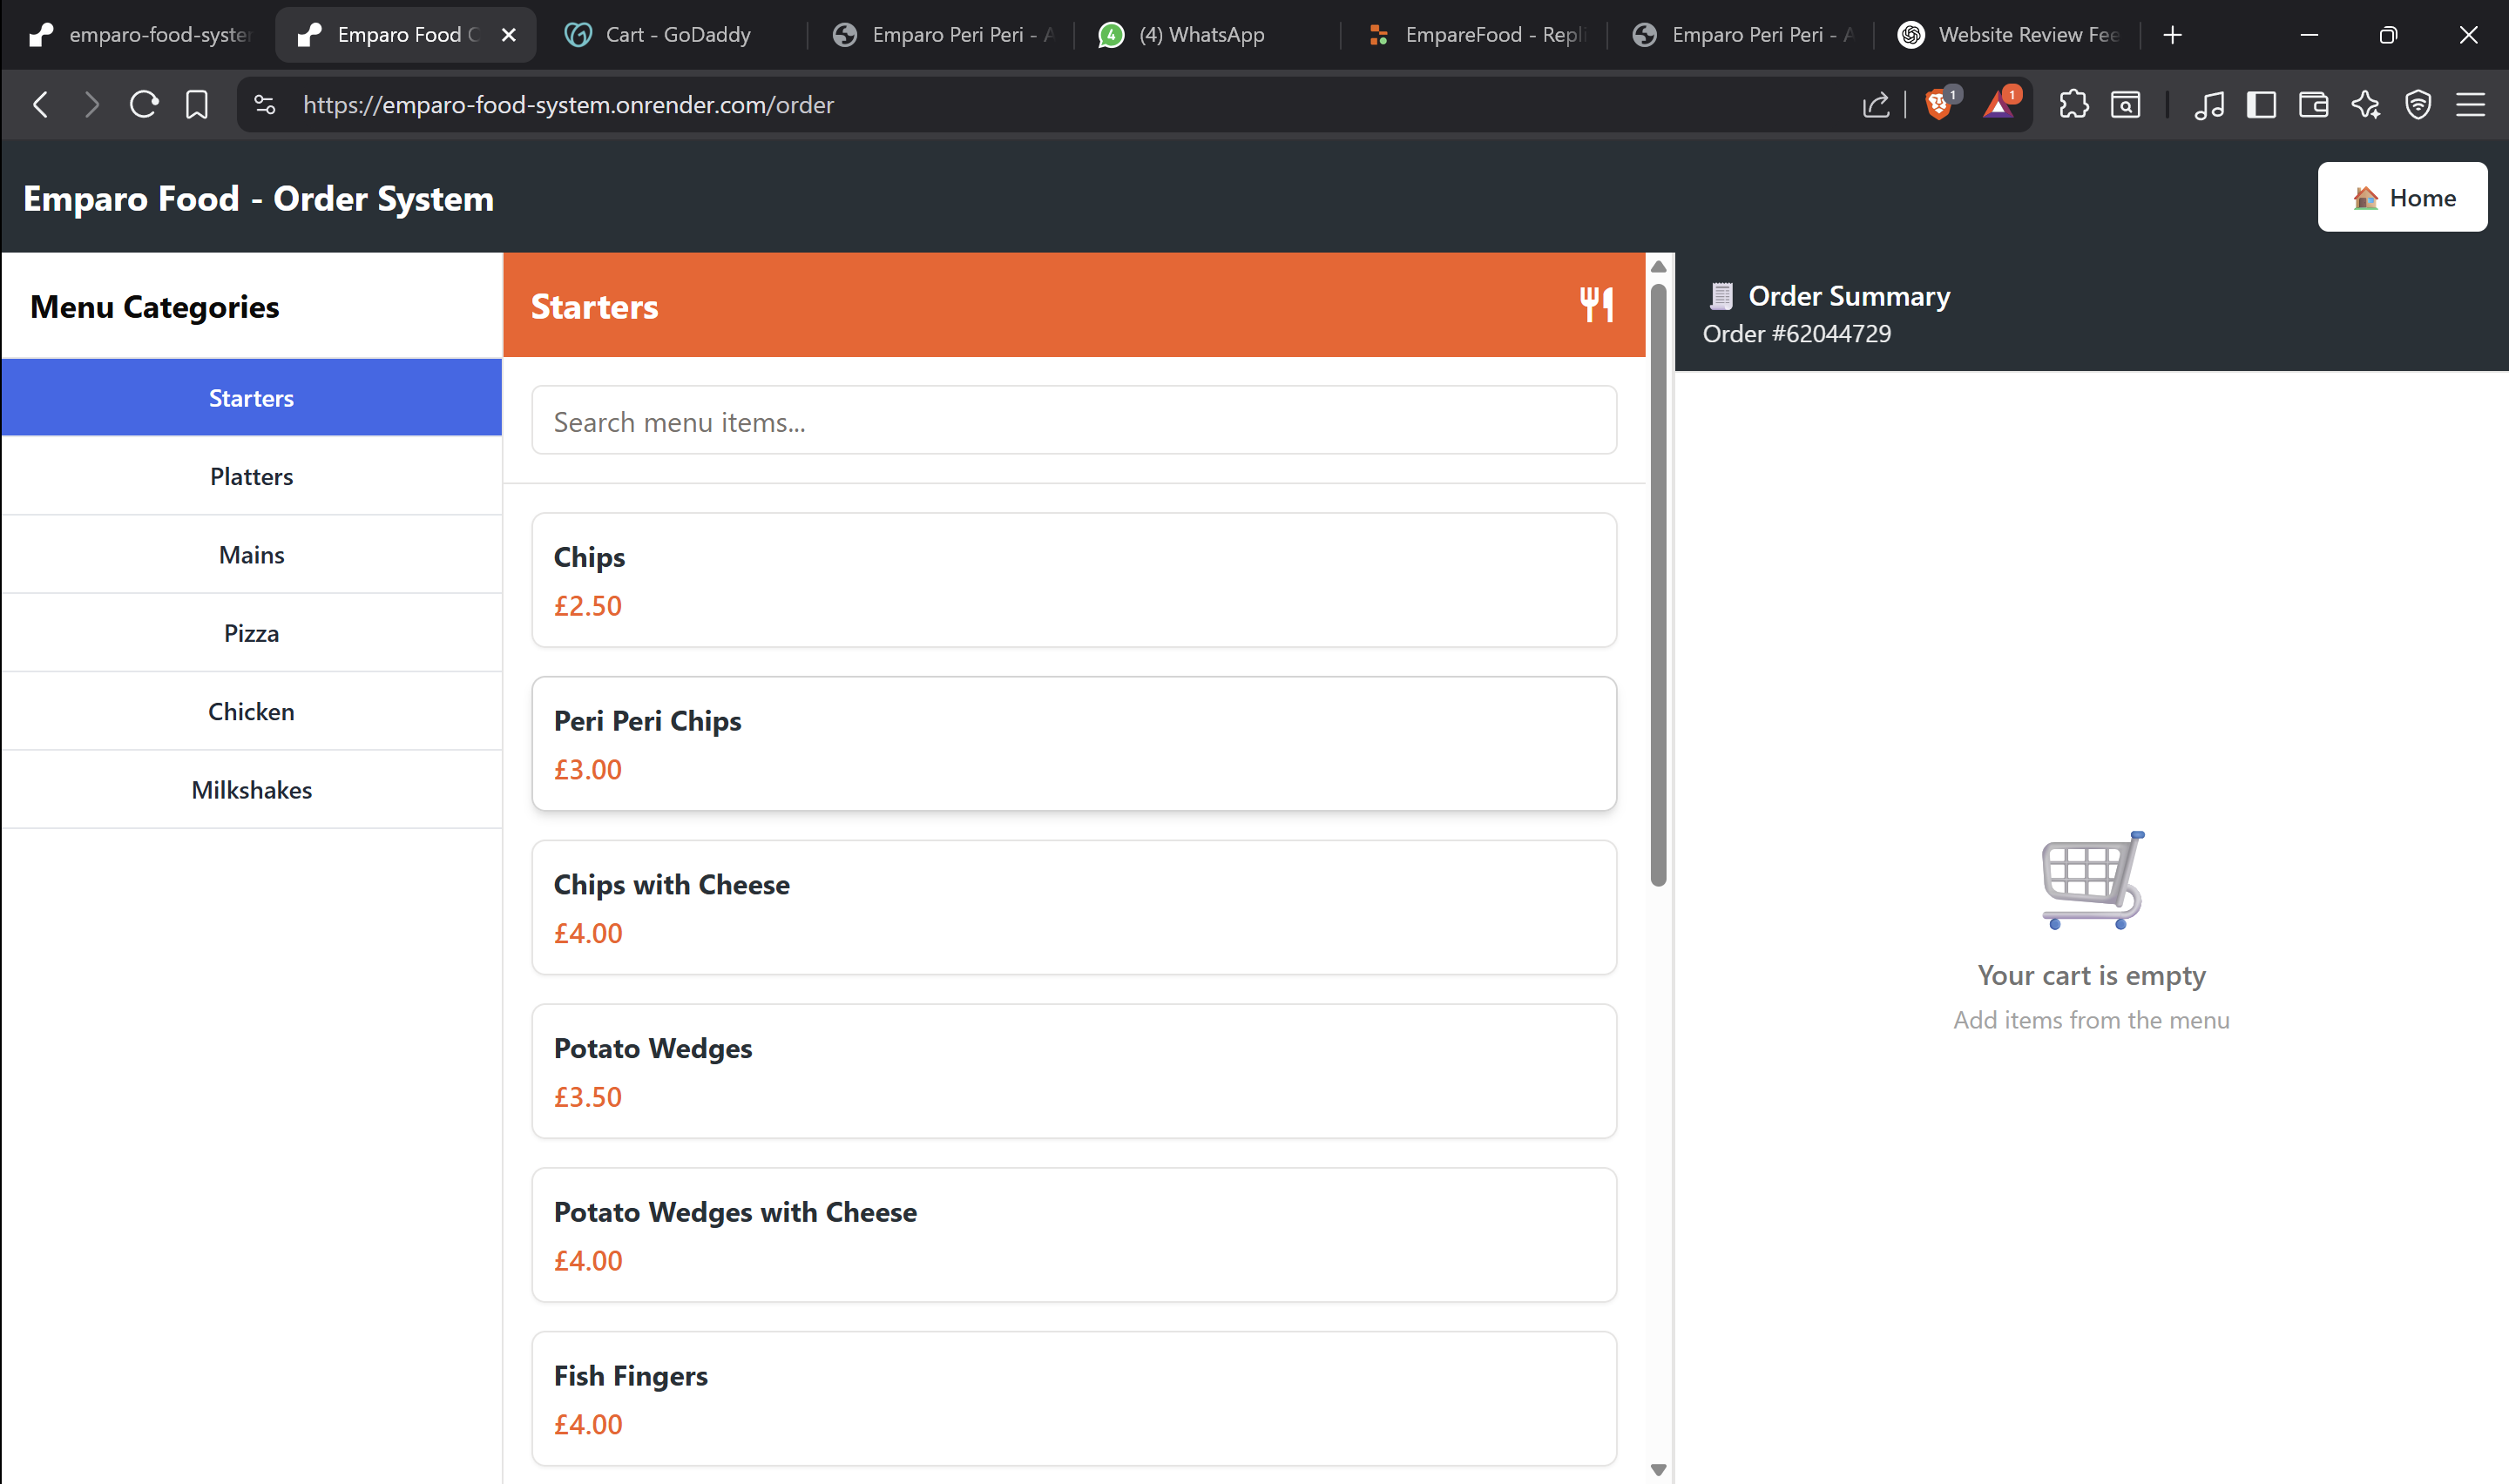 emparo-food-syster
Emparo Food C
Cart - GoDaddy
Emparo Peri Peri - A
4
(4) WhatsApp
EmpareFood - Repli
Emparo Peri Peri - A
Website Review Fee
https://emparo-food-system.onrender.com/order
1
1
Emparo Food - Order System
Home
Menu Categories
Starters
Platters
Mains
Pizza
Chicken
Milkshakes
Starters
Search menu items...
Chips
£2.50
Peri Peri Chips
£3.00
Chips with Cheese
£4.00
Potato Wedges
£3.50
Potato Wedges with Cheese
£4.00
Fish Fingers
£4.00
Order Summary
Order #62044729
Your cart is empty
Add items from the menu